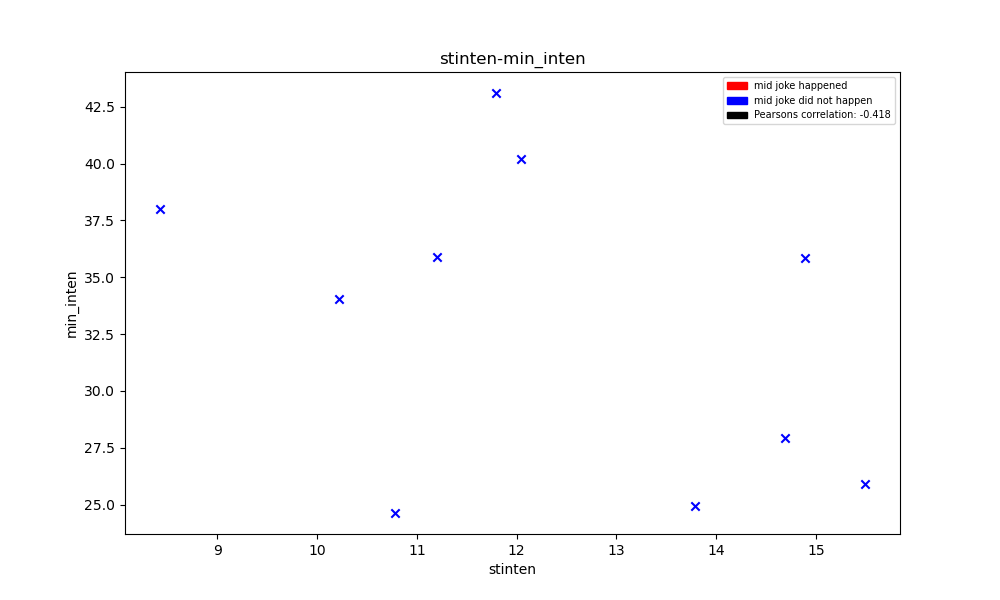 stinten-min_inten
mid joke happened
mid joke did not happen
Pearsons correlation: -0.418
42.5
40.0
37.5
35.0
32.5
30.0
27.5
25.0
min_inten
9 10 11 12 13 14 15
stinten